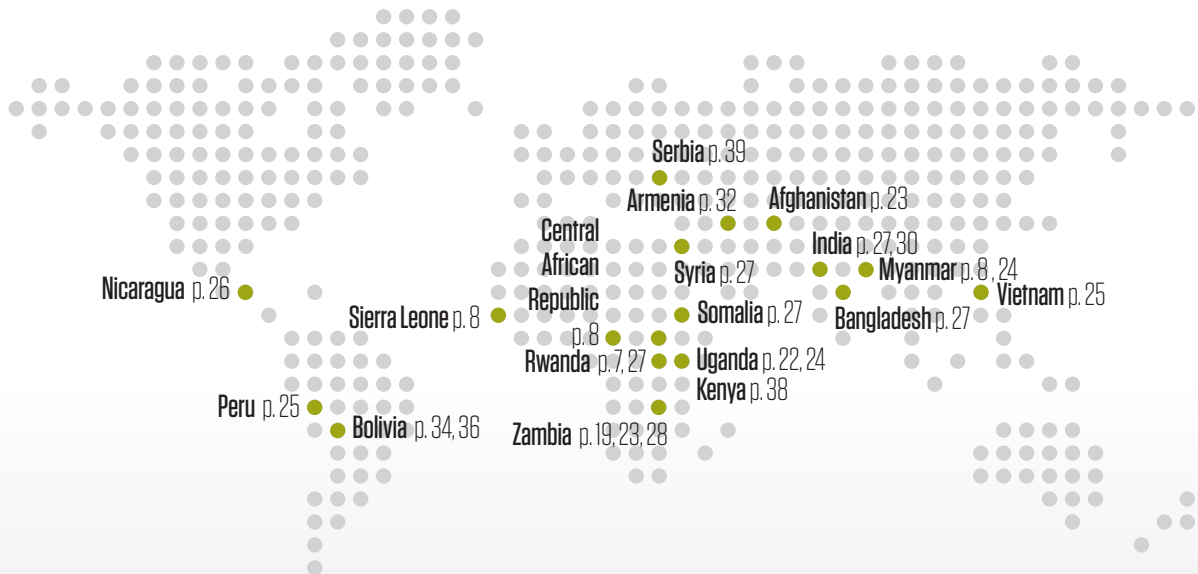 Serbia p. 39
Armenia p. 32
Afghanistan p. 23
Central
African
Republic
p. 8
Syria p. 27
India p. 27, 30
Myanmar p. 8, 24
Nicaragua p. 26
Vietnam p. 25
Sierra Leone p. 8
Somalia p. 27
Bangladesh p. 27
Rwanda p. 7, 27
Uganda p. 22, 24
Kenya p. 38
Peru p. 25
Bolivia p. 34, 36
Zambia p. 19, 23, 28